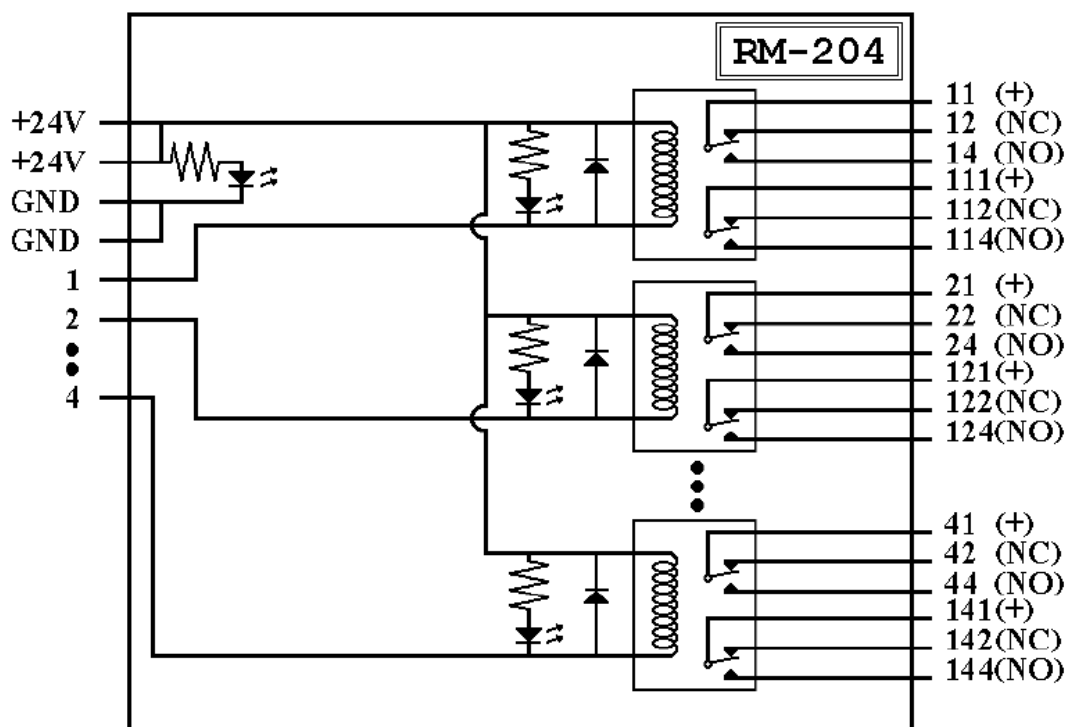 RM-204
+24V
+24V
GND
GND
1
2
4
11 (+)
12 (NC)
14 (NO)
111(+)
112(NC)
114(NO)
21 (+)
22 (NC)
24 (NO)
121(+)
122(NC)
124(NO)
41 (+)
42 (NC)
44 (NO)
141(+)
142(NC)
144(NO)